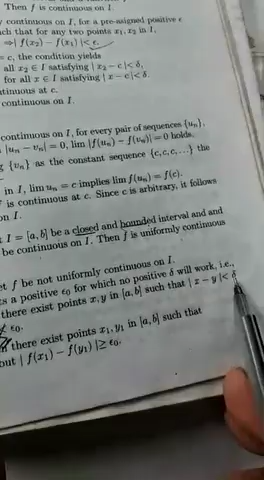 Then f is continuous on I.
continuous on I, for a pre-assigned positive ϵ
such that for any two points x₁, x₂ in I,
⇒| f(x₂) − f(x₁) |< ϵ.
= c, the condition yields
all x₂ ∈ I satisfying | x₂ − c |< δ,
for all x ∈ I satisfying | x − c |< δ.
continuous at c.
continuous on I.
continuous on I, for every pair of sequences {uₙ},
| uₙ − vₙ |= 0, lim | f(uₙ) − f(vₙ) |= 0 holds.
{vₙ} as the constant sequence {c, c, c, ...} the
in I, lim uₙ = c implies lim f(uₙ) = f(c).
is continuous at c. Since c is arbitrary, it follows
on I.
I = [a, b] be a closed and bounded interval and
be continuous on I. Then f is uniformly continuous
f be not uniformly continuous on I.
a positive ϵ₀ for which no positive δ will work, i.e.,
there exist points x, y in [a, b] such that | x − y |< δ
ϵ₀.
there exist points x₁, y₁ in [a, b] such that
but | f(x₁) − f(y₁) |≥ ϵ₀.